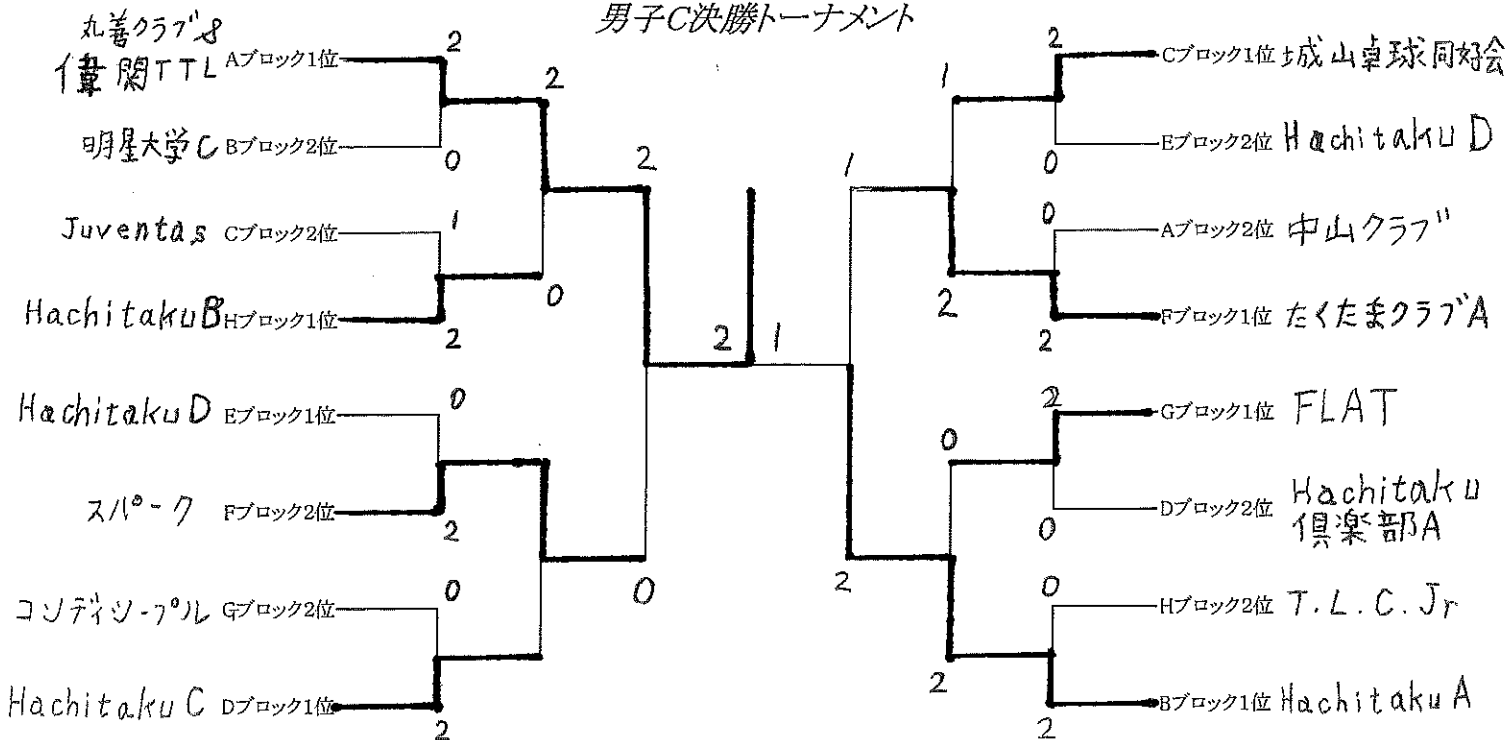 男子C決勝トーナメント
丸善クラブ&
偉関TTL Aブロック1位
2
2
明星大学C Bブロック2位
0
Juventas Cブロック2位
1
0
Hachitaku B Hブロック1位
2
2
Hachitaku D Eブロック1位
0
スパーク Fブロック2位
2
0
コンディショープル Gブロック2位
0
Hachitaku C Dブロック1位
2
2 1
2
1
Cブロック1位 城山卓球同好会
Eブロック2位 Hachitaku D
0
0
Aブロック2位 中山クラブ
2
Fブロック1位 たくたまクラブA
2
1
2
Gブロック1位 FLAT
0
Dブロック2位 Hachitaku
倶楽部A
0
0
Hブロック2位 T.L.C.Jr
2
2
Bブロック1位 Hachitaku A
2